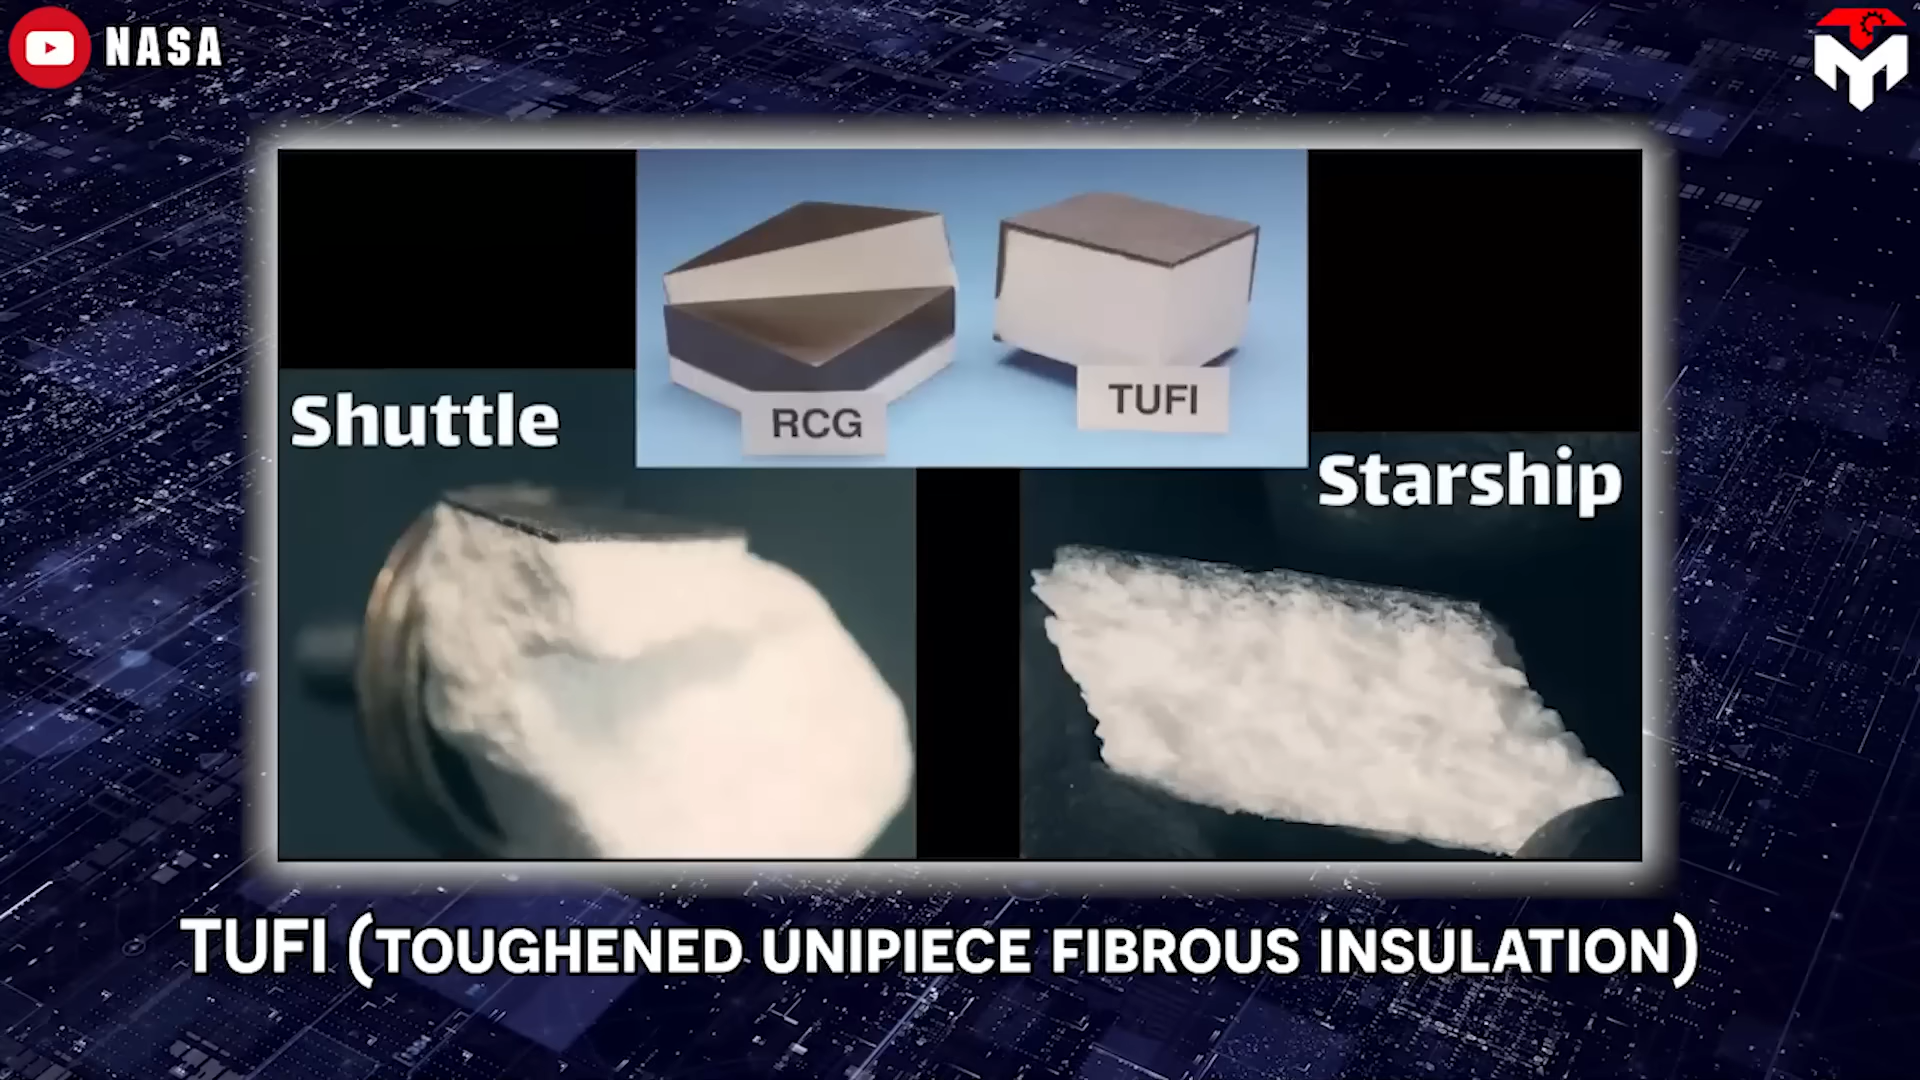 NASA
RCG
TUFI
Shuttle
Starship
TUFI (TOUGHENED UNIPIECE FIBROUS INSULATION)